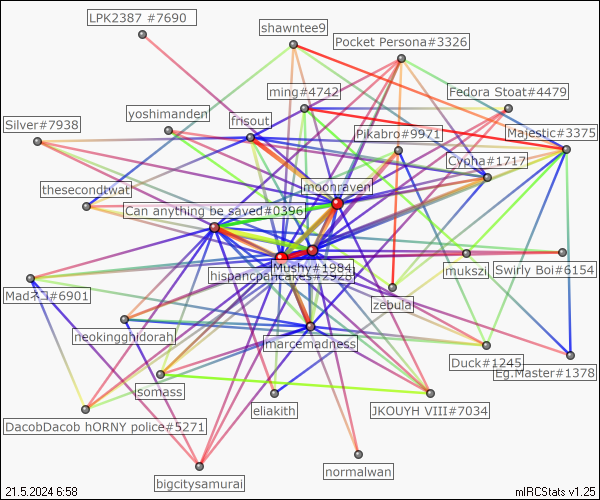 LPK2387 #7690
shawntee9
Pocket Persona#3326
ming#4742
Fedora Stoat#4479
yoshimanden
frisout
Silver#7938
Pikabro#9971
Majestic#3375
Cypha#1717
moonraven
thesecondtwat
Can anything be saved#0396
Mushy#1984
hispancpancakes#2928
mukszi
Swirly Boi#6154
Madネコ#6901
zebulai
neokingghidorah
marcemadness
Duck#1245
Eg.Master#1378
somass
eliakith
JKOUYH VIII#7034
DacobDacob hORNY police#5271
normalwan
bigcitysamurai
21.5.2024 6:58
mIRCStats v1.25